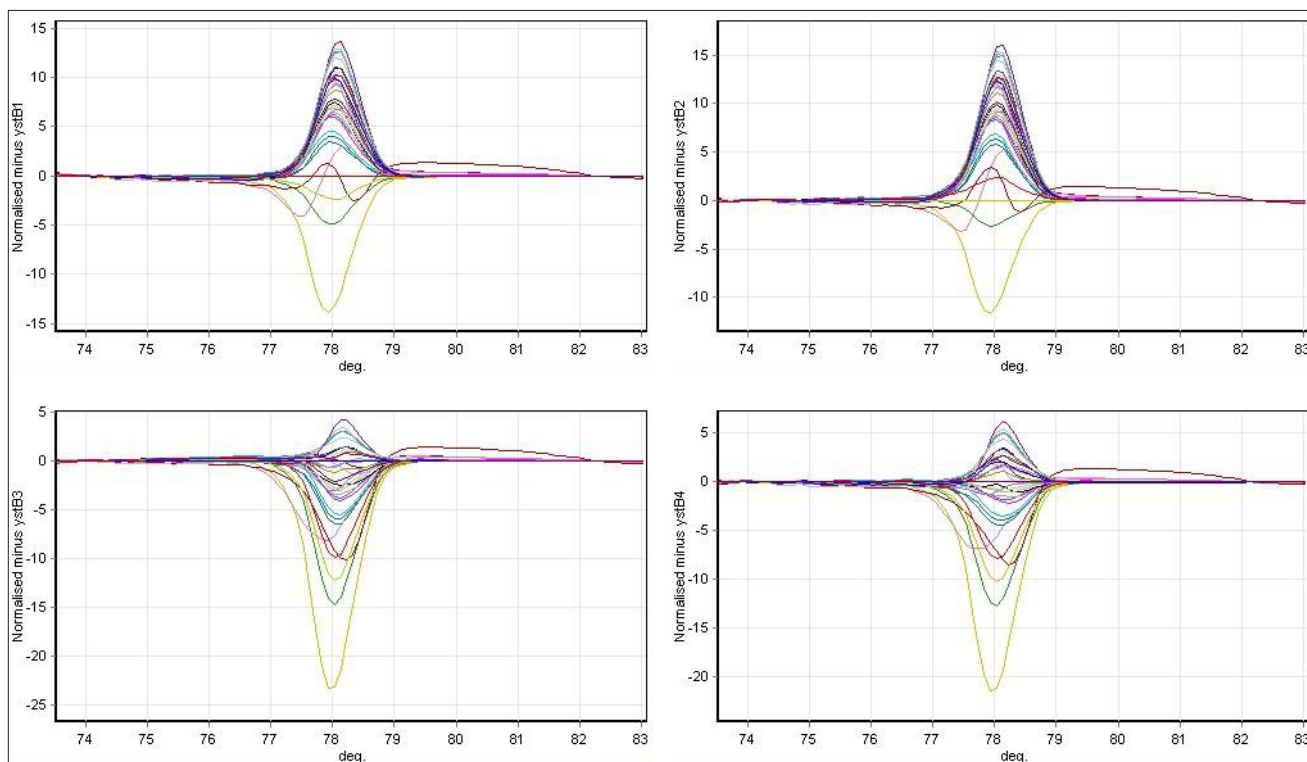 Normalised minus ystB1
15
10
5
0
-5
-10
-15
74 75 76 77 78 79 80 81 82 83
deg.
Normalised minus ystB2
15
10
5
0
-5
-10
74 75 76 77 78 79 80 81 82 83
deg.
Normalised minus ystB3
5
0
-5
-10
-15
-20
-25
74 75 76 77 78 79 80 81 82 83
deg.
Normalised minus ystB4
5
0
-5
-10
-15
-20
74 75 76 77 78 79 80 81 82 83
deg.